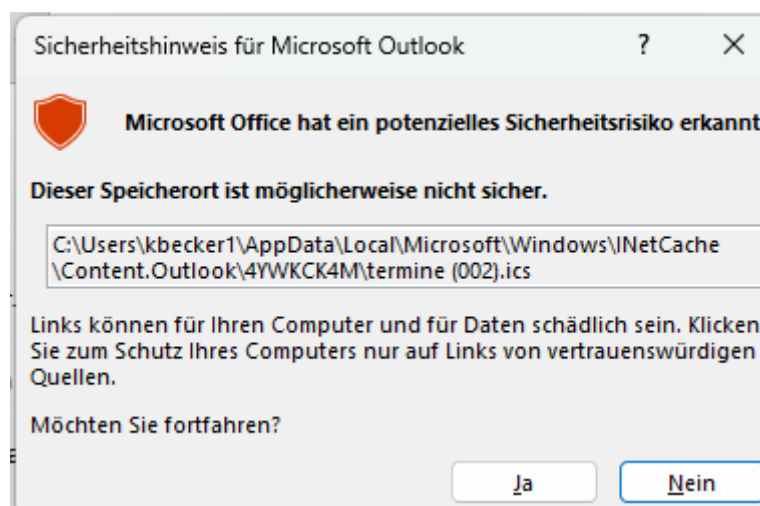 Sicherheitshinweis für Microsoft Outlook ? ✕
Microsoft Office hat ein potenzielles Sicherheitsrisiko erkannt
Dieser Speicherort ist möglicherweise nicht sicher.
C:\Users\kbecker1\AppData\Local\Microsoft\Windows\INetCache
\Content.Outlook\4YWKCK4M\termine (002).ics
Links können für Ihren Computer und für Daten schädlich sein. Klicken
Sie zum Schutz Ihres Computers nur auf Links von vertrauenswürdigen
Quellen.
Möchten Sie fortfahren?
Ja Nein